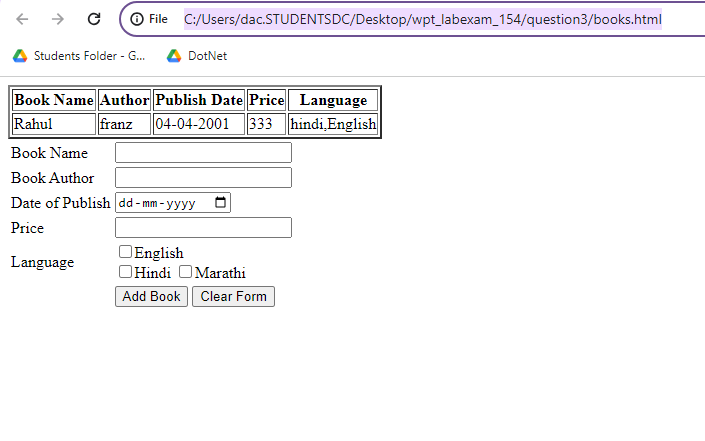 File C:/Users/dac.STUDENTSDC/Desktop/wpt_labexam_154/question3/books.html
Students Folder - G... DotNet
Book Name Author Publish Date Price Language
Rahul franz 04-04-2001 333 hindi,English
Book Name
Book Author
Date of Publish dd-mm-yyyy
Price
English
Language
Hindi Marathi
Add Book Clear Form